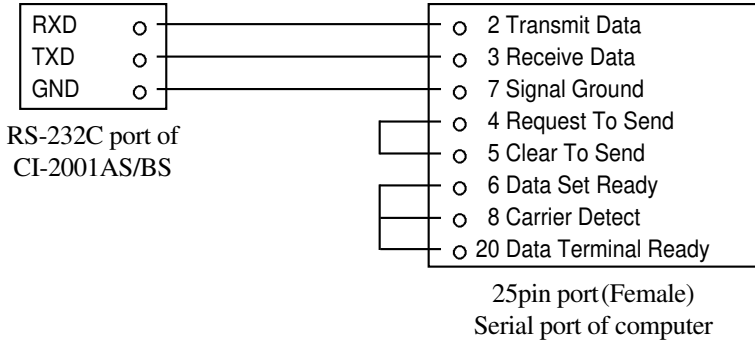 RXD
TXD
GND
RS-232C port of
CI-2001AS/BS
2 Transmit Data
3 Receive Data
7 Signal Ground
4 Request To Send
5 Clear To Send
6 Data Set Ready
8 Carrier Detect
20 Data Terminal Ready
25pin port(Female)
Serial port of computer